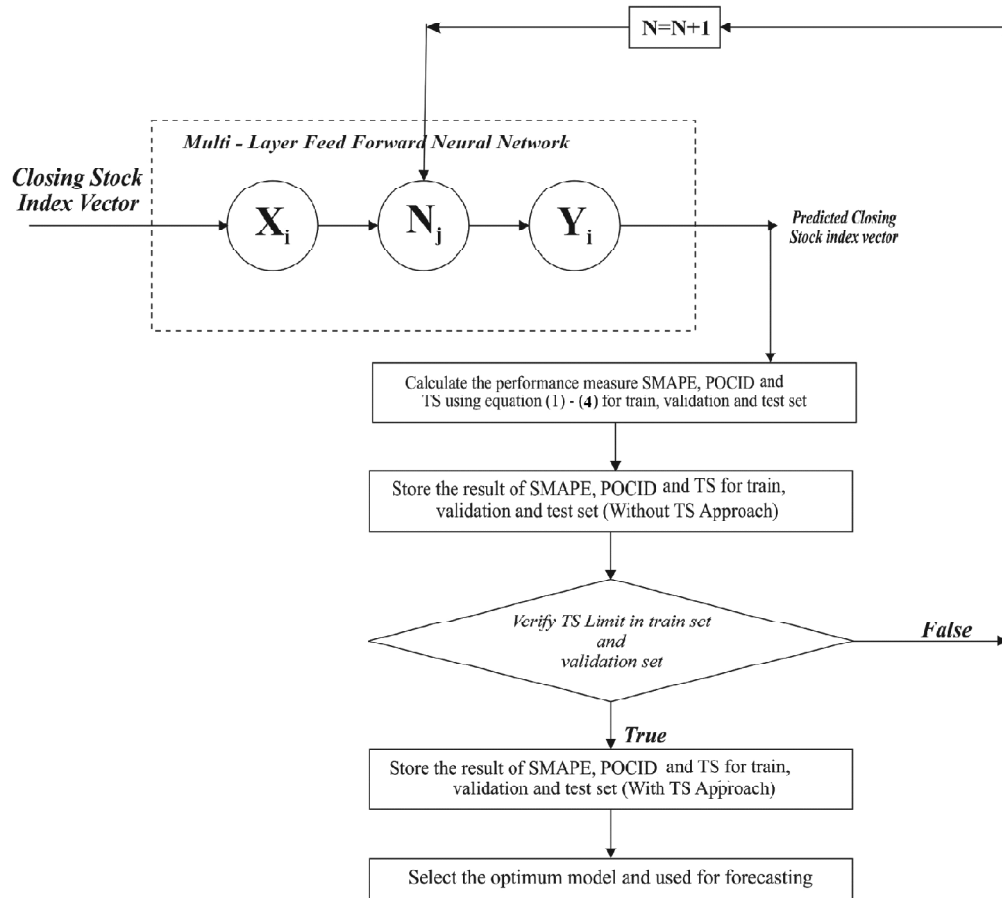 N=N+1
Multi - Layer Feed Forward Neural Network
Closing Stock
Index Vector
Xi
Nj
Yi
Predicted Closing
Stock index vector
Calculate the performance measure SMAPE, POCID and
TS using equation (1) - (4) for train, validation and test set
Store the result of SMAPE, POCID and TS for train,
validation and test set (Without TS Approach)
Verify TS Limit in train set
and
validation set
False
True
Store the result of SMAPE, POCID and TS for train,
validation and test set (With TS Approach)
Select the optimum model and used for forecasting